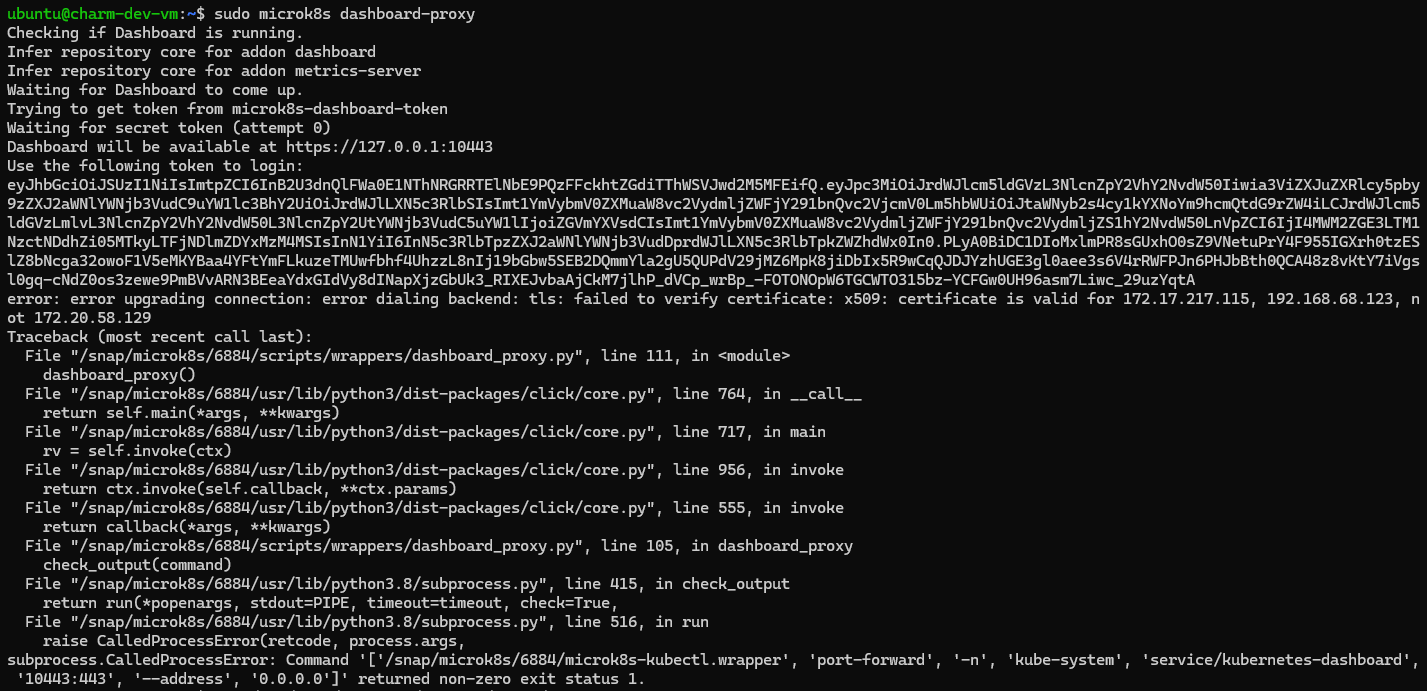 ubuntu@charm-dev-vm:~$ sudo microk8s dashboard-proxy
Checking if Dashboard is running.
Infer repository core for addon dashboard
Infer repository core for addon metrics-server
Waiting for Dashboard to come up.
Trying to get token from microk8s-dashboard-token
Waiting for secret token (attempt 0)
Dashboard will be available at https://127.0.0.1:10443
Use the following token to login:
error: error upgrading connection: error dialing backend: tls: failed to verify certificate: x509: certificate is valid for 172.17.217.115, 192.168.68.123, n
ot 172.20.58.129
Traceback (most recent call last):
  File "/snap/microk8s/6884/scripts/wrappers/dashboard_proxy.py", line 111, in <module>
    dashboard_proxy()
  File "/snap/microk8s/6884/usr/lib/python3/dist-packages/click/core.py", line 764, in __call__
    return self.main(*args, **kwargs)
  File "/snap/microk8s/6884/usr/lib/python3/dist-packages/click/core.py", line 717, in main
    rv = self.invoke(ctx)
  File "/snap/microk8s/6884/usr/lib/python3/dist-packages/click/core.py", line 956, in invoke
    return ctx.invoke(self.callback, **ctx.params)
  File "/snap/microk8s/6884/usr/lib/python3/dist-packages/click/core.py", line 555, in invoke
    return callback(*args, **kwargs)
  File "/snap/microk8s/6884/scripts/wrappers/dashboard_proxy.py", line 105, in dashboard_proxy
    check_output(command)
  File "/snap/microk8s/6884/usr/lib/python3.8/subprocess.py", line 415, in check_output
    return run(*popenargs, stdout=PIPE, timeout=timeout, check=True,
  File "/snap/microk8s/6884/usr/lib/python3.8/subprocess.py", line 516, in run
    raise CalledProcessError(retcode, process.args,
subprocess.CalledProcessError: Command '['/snap/microk8s/6884/microk8s-kubectl.wrapper', 'port-forward', '-n', 'kube-system', 'service/kubernetes-dashboard',
 '10443:443', '--address', '0.0.0.0']' returned non-zero exit status 1.